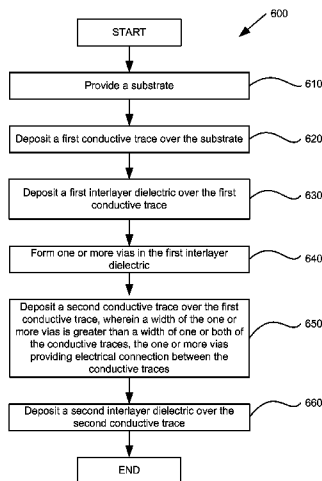 600
START
Provide a substrate
610
Deposit a first conductive trace over the substrate
620
Deposit a first interlayer dielectric over the first
conductive trace
630
Form one or more vias in the first interlayer
dielectric
640
Deposit a second conductive trace over the first
conductive trace, wherein a width of the one or
more vias is greater than a width of one or both of
the conductive traces, the one or more vias
providing electrical connection between the
conductive traces
650
Deposit a second interlayer dielectric over the
second conductive trace
660
END